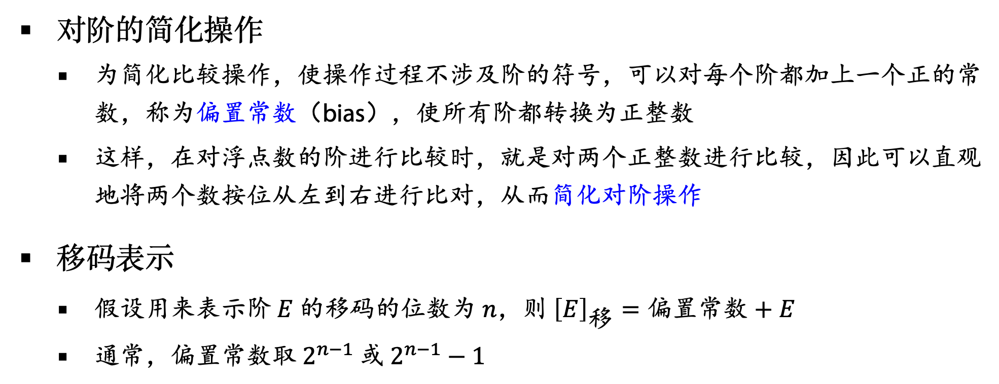 ▪ 对阶的简化操作
▪ 为简化比较操作，使操作过程不涉及阶的符号，可以对每个阶都加上一个正的常
数，称为偏置常数（bias），使所有阶都转换为正整数
▪ 这样，在对浮点数的阶进行比较时，就是对两个正整数进行比较，因此可以直观
地将两个数按位从左到右进行比对，从而简化对阶操作
▪ 移码表示
▪ 假设用来表示阶 E 的移码的位数为 n，则 [E]移 = 偏置常数 + E
▪ 通常，偏置常数取 2^{n−1} 或 2^{n−1} − 1